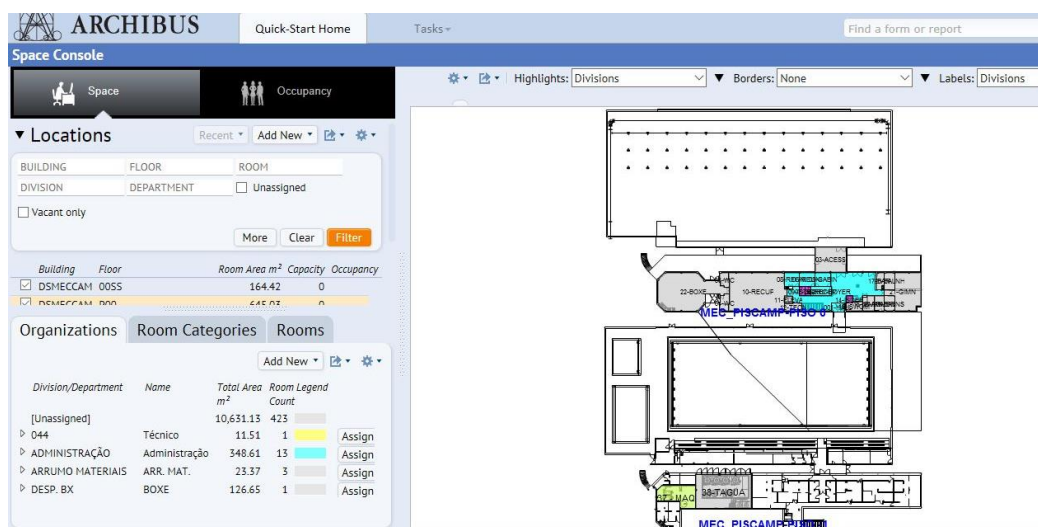 ARCHIBUS
Quick-Start Home
Tasks
Find a form or report
Space Console
Space
Occupancy
Highlights: Divisions
Borders: None
Labels: Divisions
Locations
Recent
Add New
BUILDING FLOOR ROOM
DIVISION DEPARTMENT Unassigned
Vacant only
More Clear Filter
Building Floor Room Area m² Capacity Occupancy
DSMECCAM 00SS 164.42 0
DSMECCAM P00 645.03 0
Organizations Room Categories Rooms
Add New
Division/Department Name Total Area m² Room Count Legend
[Unassigned] 10,631.13 423
044 Técnico 11.51 1 Assign
ADMINISTRAÇÃO Administração 348.61 13 Assign
ARRUMO MATERIAIS ARR. MAT. 23.37 3 Assign
DESP. BX BOXE 126.65 1 Assign
03-ACESS
22-BOXE
10-RECUP
MEC_PISCAMP-PISO 0
38-TAGUA